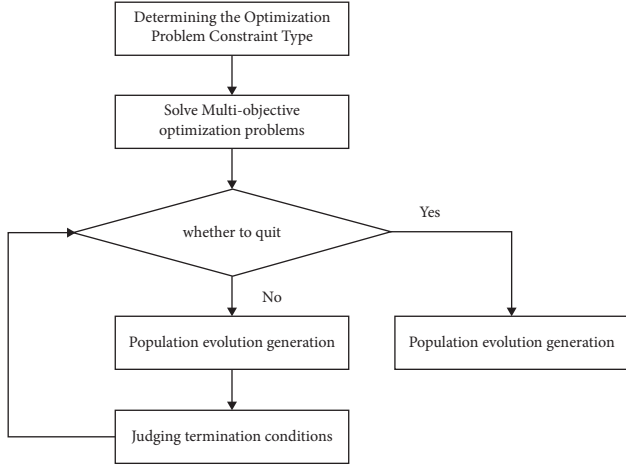 Determining the Optimization
Problem Constraint Type
Solve Multi-objective
optimization problems
whether to quit
Yes
No
Population evolution generation
Population evolution generation
Judging termination conditions